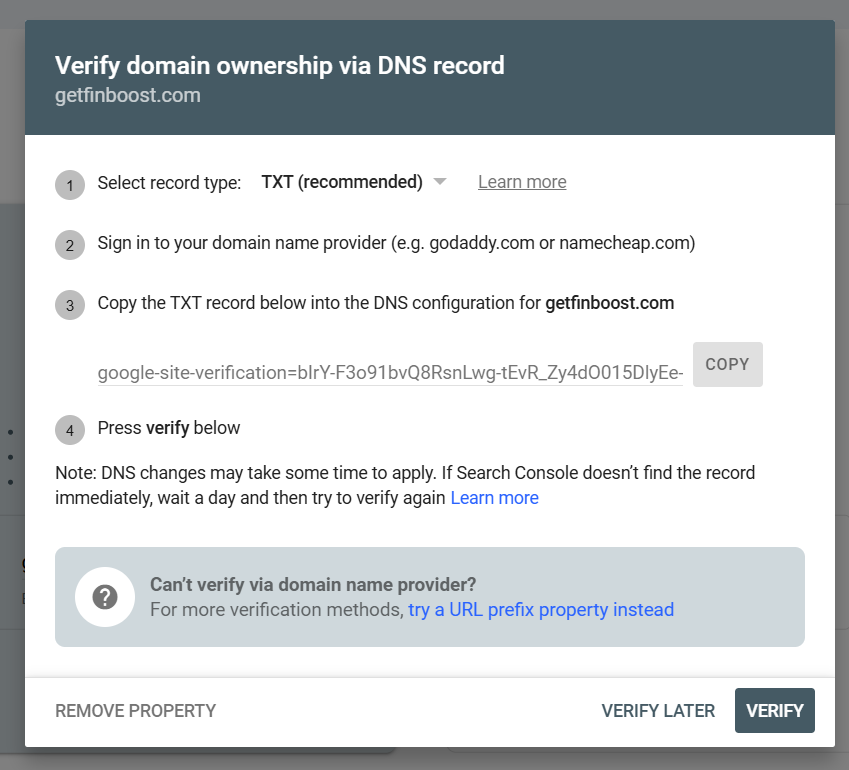 Verify domain ownership via DNS record
getfinboost.com
1 Select record type: TXT (recommended) Learn more
2 Sign in to your domain name provider (e.g. godaddy.com or namecheap.com)
3 Copy the TXT record below into the DNS configuration for getfinboost.com
google-site-verification=bIrY-F3o91bvQ8RsnLwg-tEvR_Zy4dO015DlyEe- COPY
4 Press verify below
Note: DNS changes may take some time to apply. If Search Console doesn’t find the record
immediately, wait a day and then try to verify again Learn more
Can’t verify via domain name provider?
For more verification methods, try a URL prefix property instead
REMOVE PROPERTY VERIFY LATER VERIFY